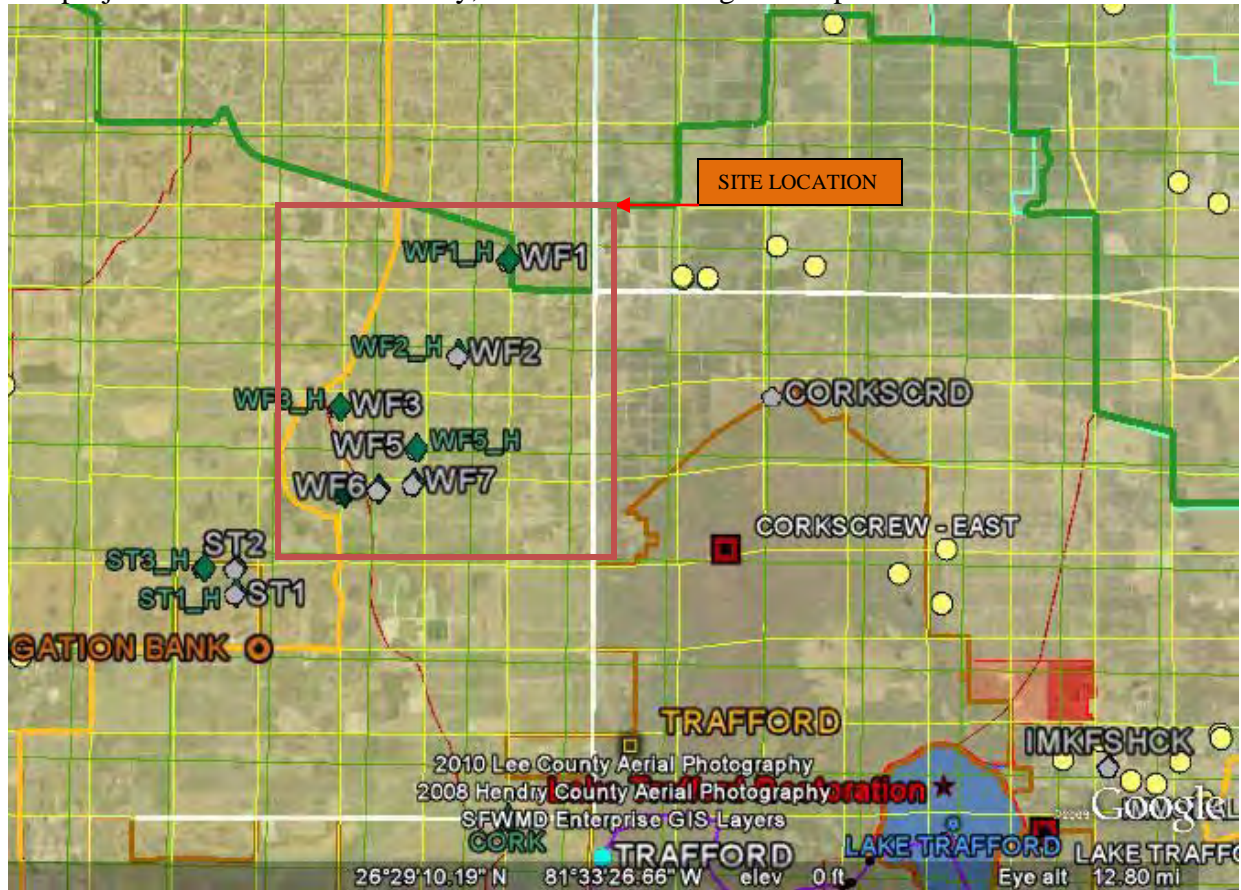 SITE LOCATION
WF1_H WF1
WF2_H WF2
WF3_H WF3
CORKSCRD
WF5 WF5_H
WF6 WF7
CORKSCREW - EAST
ST2
ST3_H
ST1_H ST1
GATION BANK
TRAFFORD
IMKFSHCK
2010 Lee County Aerial Photography
2008 Hendry County Aerial Photography
SFWMD Enterprise GIS Layers
Google
CORK
TRAFFORD
LAKE TRAFFORD
LAKE TRAFFO
26°29'10.19" N 81°33'26.66" W elev 0 ft Eye alt 12.80 mi